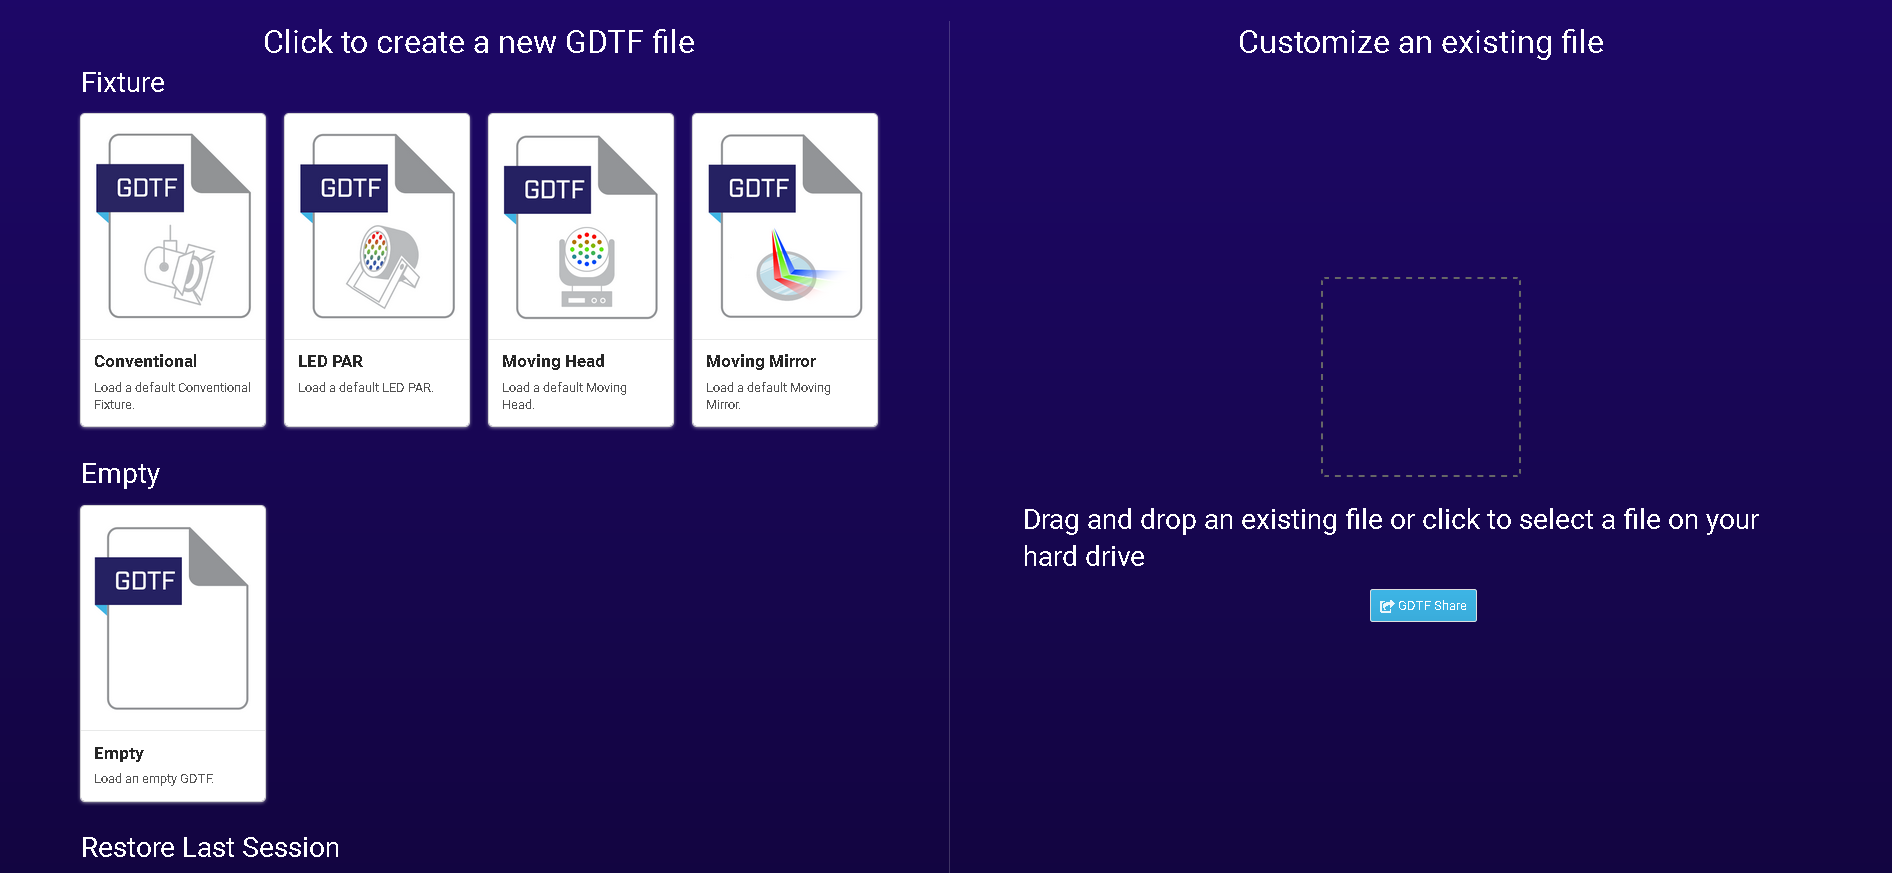 Click to create a new GDTF file
Fixture
GDTF
GDTF
GDTF
GDTF
Conventional
Load a default Conventional
Fixture.
LED PAR
Load a default LED PAR.
Moving Head
Load a default Moving
Head.
Moving Mirror
Load a default Moving
Mirror.
Empty
GDTF
Empty
Load an empty GDTF.
Restore Last Session
Customize an existing file
Drag and drop an existing file or click to select a file on your
hard drive
GDTF Share